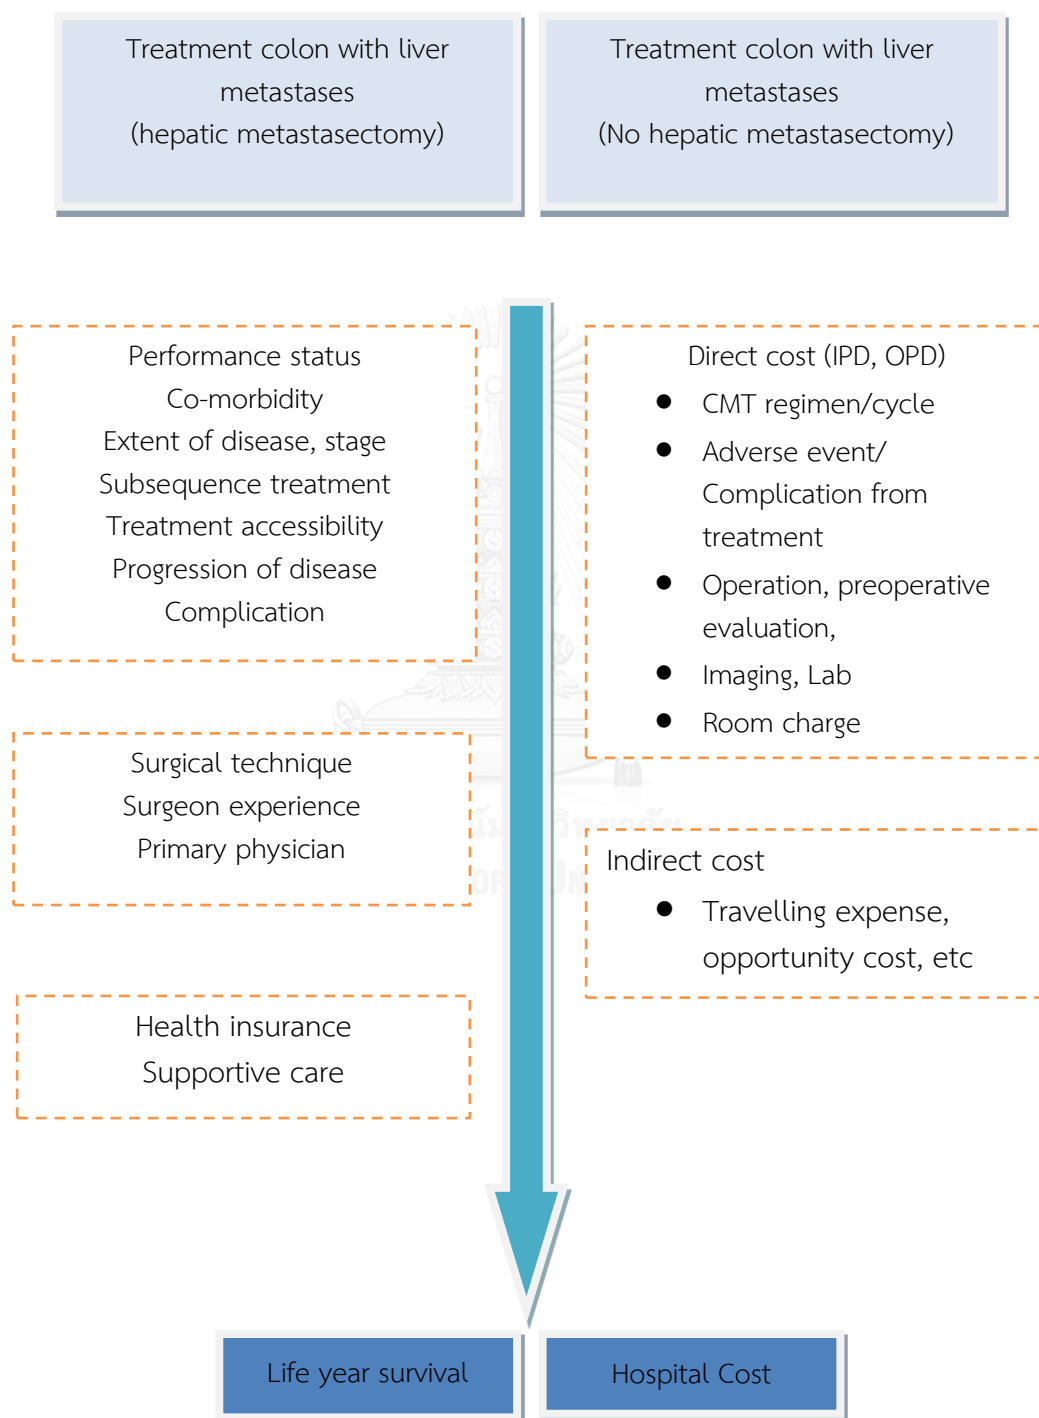 Treatment colon with liver
metastases
(hepatic metastasectomy)
Treatment colon with liver
metastases
(No hepatic metastasectomy)
Performance status
Co-morbidity
Extent of disease, stage
Subsequence treatment
Treatment accessibility
Progression of disease
Complication
Surgical technique
Surgeon experience
Primary physician
Health insurance
Supportive care
Direct cost (IPD, OPD)
● CMT regimen/cycle
● Adverse event/
Complication from
treatment
● Operation, preoperative
evaluation,
● Imaging, Lab
● Room charge
Indirect cost
● Travelling expense,
opportunity cost, etc
Life year survival
Hospital Cost